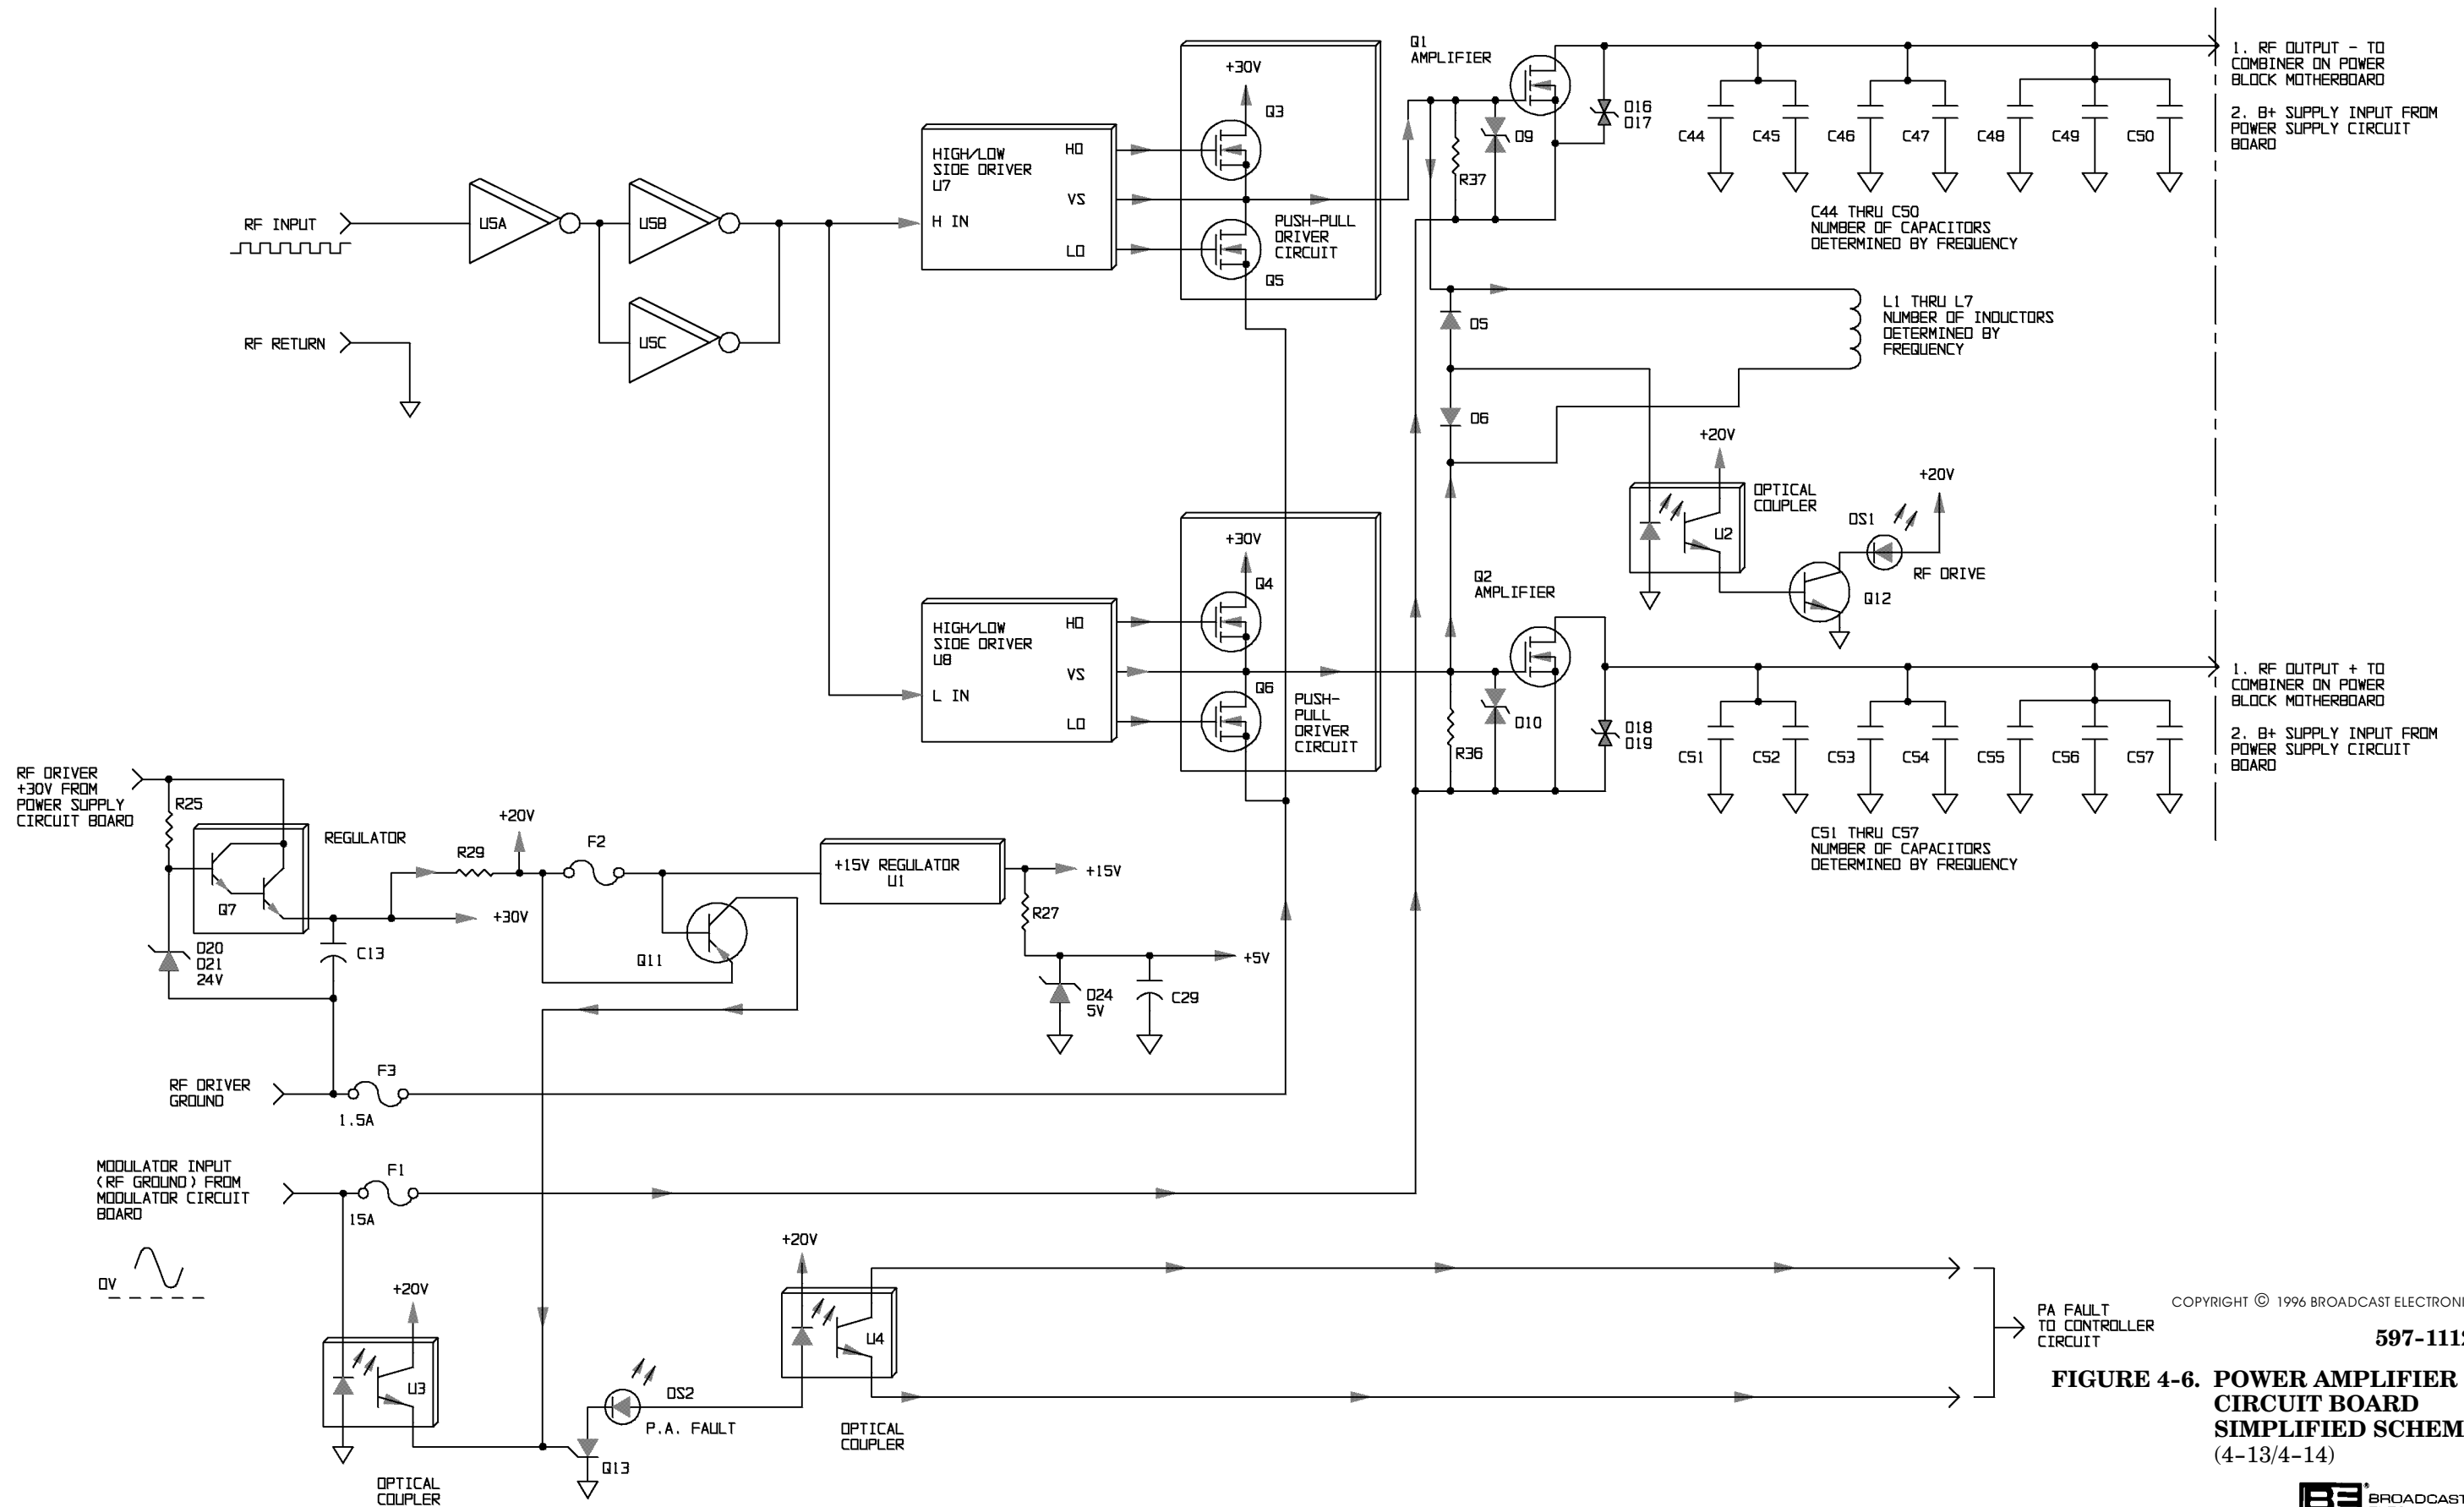 Q1
AMPLIFIER
1. RF OUTPUT - TO
COMBINER ON POWER
BLOCK MOTHERBOARD
2. B+ SUPPLY INPUT FROM
POWER SUPPLY CIRCUIT
BOARD
+30V
Q3
D16
D17
D9
R37
C44
C45
C46
C47
C48
C49
C50
HIGH/LOW
SIDE DRIVER
U7
HO
VS
H IN
LO
PUSH-PULL
DRIVER
CIRCUIT
Q5
RF INPUT
U5A
U5B
C44 THRU C50
NUMBER OF CAPACITORS
DETERMINED BY FREQUENCY
RF RETURN
U5C
D5
L1 THRU L7
NUMBER OF INDUCTORS
DETERMINED BY
FREQUENCY
D6
+20V
OPTICAL
COUPLER
U2
+20V
DS1
RF DRIVE
Q12
+30V
Q4
Q2
AMPLIFIER
HIGH/LOW
SIDE DRIVER
U8
HO
VS
L IN
LO
Q6
PUSH-
PULL
DRIVER
CIRCUIT
D10
R36
D18
D19
C51
C52
C53
C54
C55
C56
C57
1. RF OUTPUT + TO
COMBINER ON POWER
BLOCK MOTHERBOARD
2. B+ SUPPLY INPUT FROM
POWER SUPPLY CIRCUIT
BOARD
C51 THRU C57
NUMBER OF CAPACITORS
DETERMINED BY FREQUENCY
RF DRIVER
+30V FROM
POWER SUPPLY
CIRCUIT BOARD
R25
REGULATOR
Q7
R29
+20V
F2
+15V REGULATOR
U1
+15V
R27
+30V
D20
D21
24V
C13
Q11
+5V
D24
5V
C29
RF DRIVER
GROUND
F3
1.5A
MODULATOR INPUT
(RF GROUND) FROM
MODULATOR CIRCUIT
BOARD
F1
15A
0V
+20V
U3
OPTICAL
COUPLER
DS2
P.A. FAULT
Q13
+20V
U4
OPTICAL
COUPLER
PA FAULT
TO CONTROLLER
CIRCUIT
COPYRIGHT © 1996 BROADCAST ELECTRONI
597-1112
FIGURE 4-6. POWER AMPLIFIER
CIRCUIT BOARD
SIMPLIFIED SCHEM
(4-13/4-14)
BE® BROADCAST